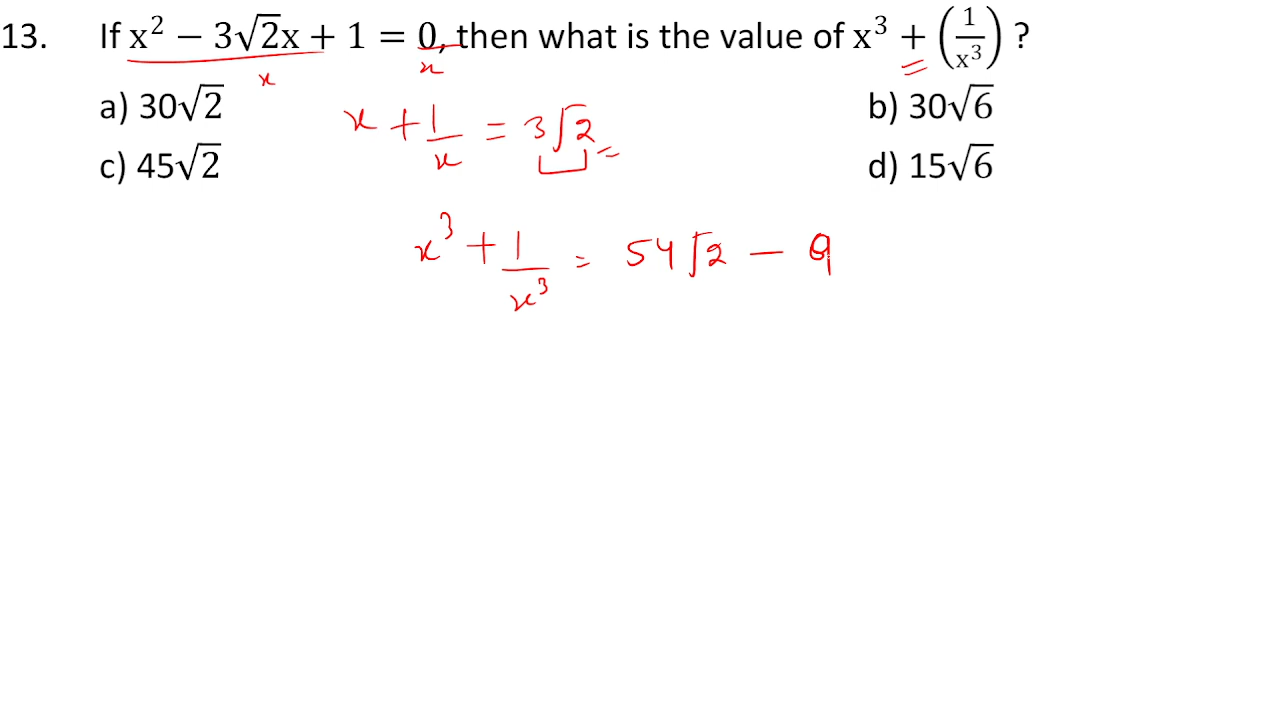 13. If x² − 3√2x + 1 = 0, then what is the value of x³ + (1/x³) ?
x x
a) 30√2 b) 30√6
x + 1/x = 3√2 =
c) 45√2 d) 15√6
x³ + 1/x³ = 54√2 − 9